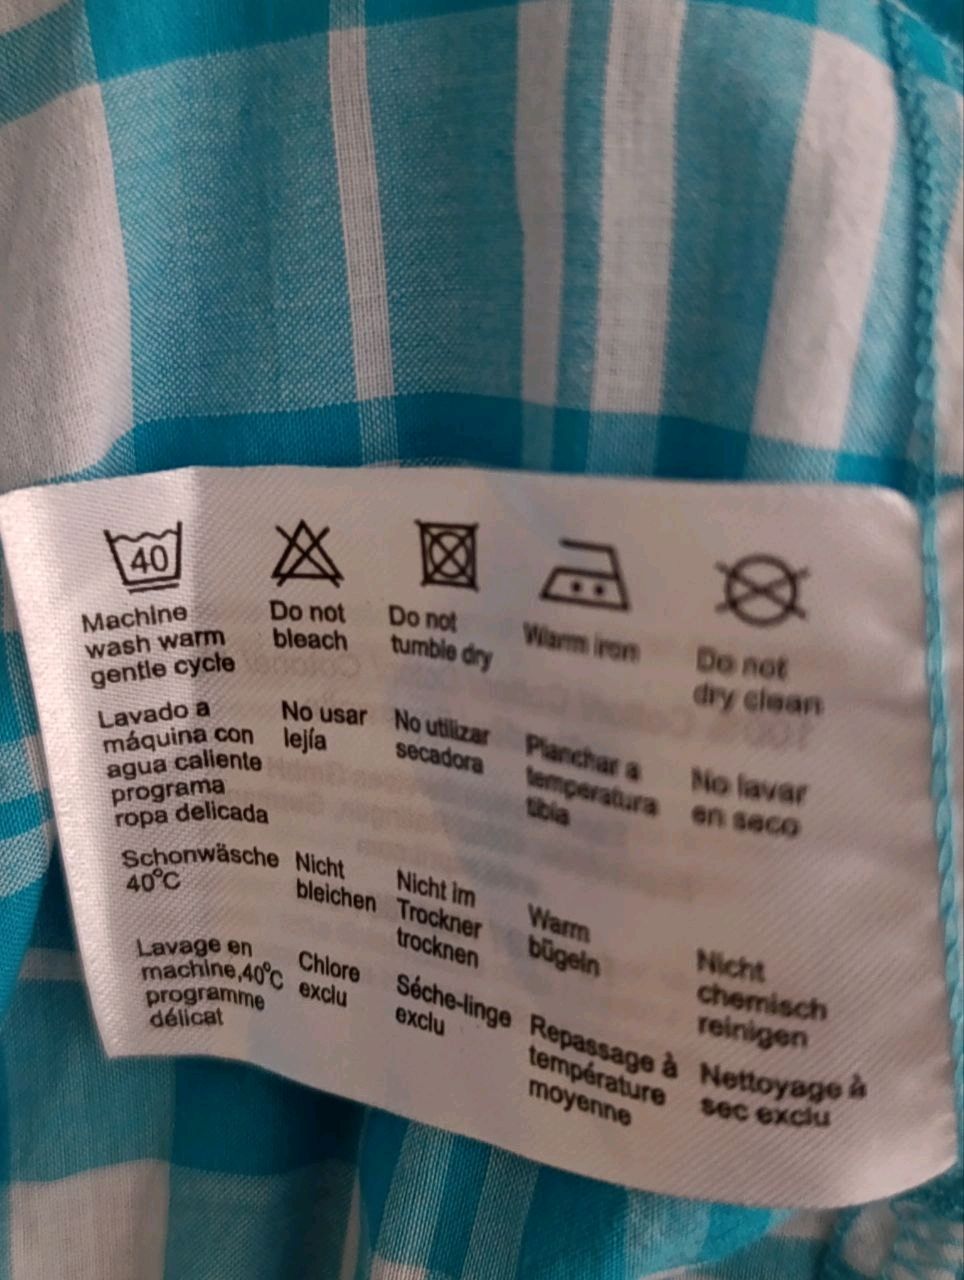 40
Machine
wash warm
gentle cycle
Do not
bleach
Do not
tumble dry
Warm iron
Do not
dry clean
Lavado a
máquina con
agua caliente
programa
ropa delicada
No usar
lejía
No utilizar
secadora
Planchar a
temperatura
tibia
No lavar
en seco
Schonwäsche
40°C
Nicht
bleichen
Nicht im
Trockner
trocknen
Warm
bügeln
Nicht
chemisch
reinigen
Lavage en
machine,40°C
programme
délicat
Chlore
exclu
Séche-linge
exclu
Repassage à
température
moyenne
Nettoyage à
sec exclu